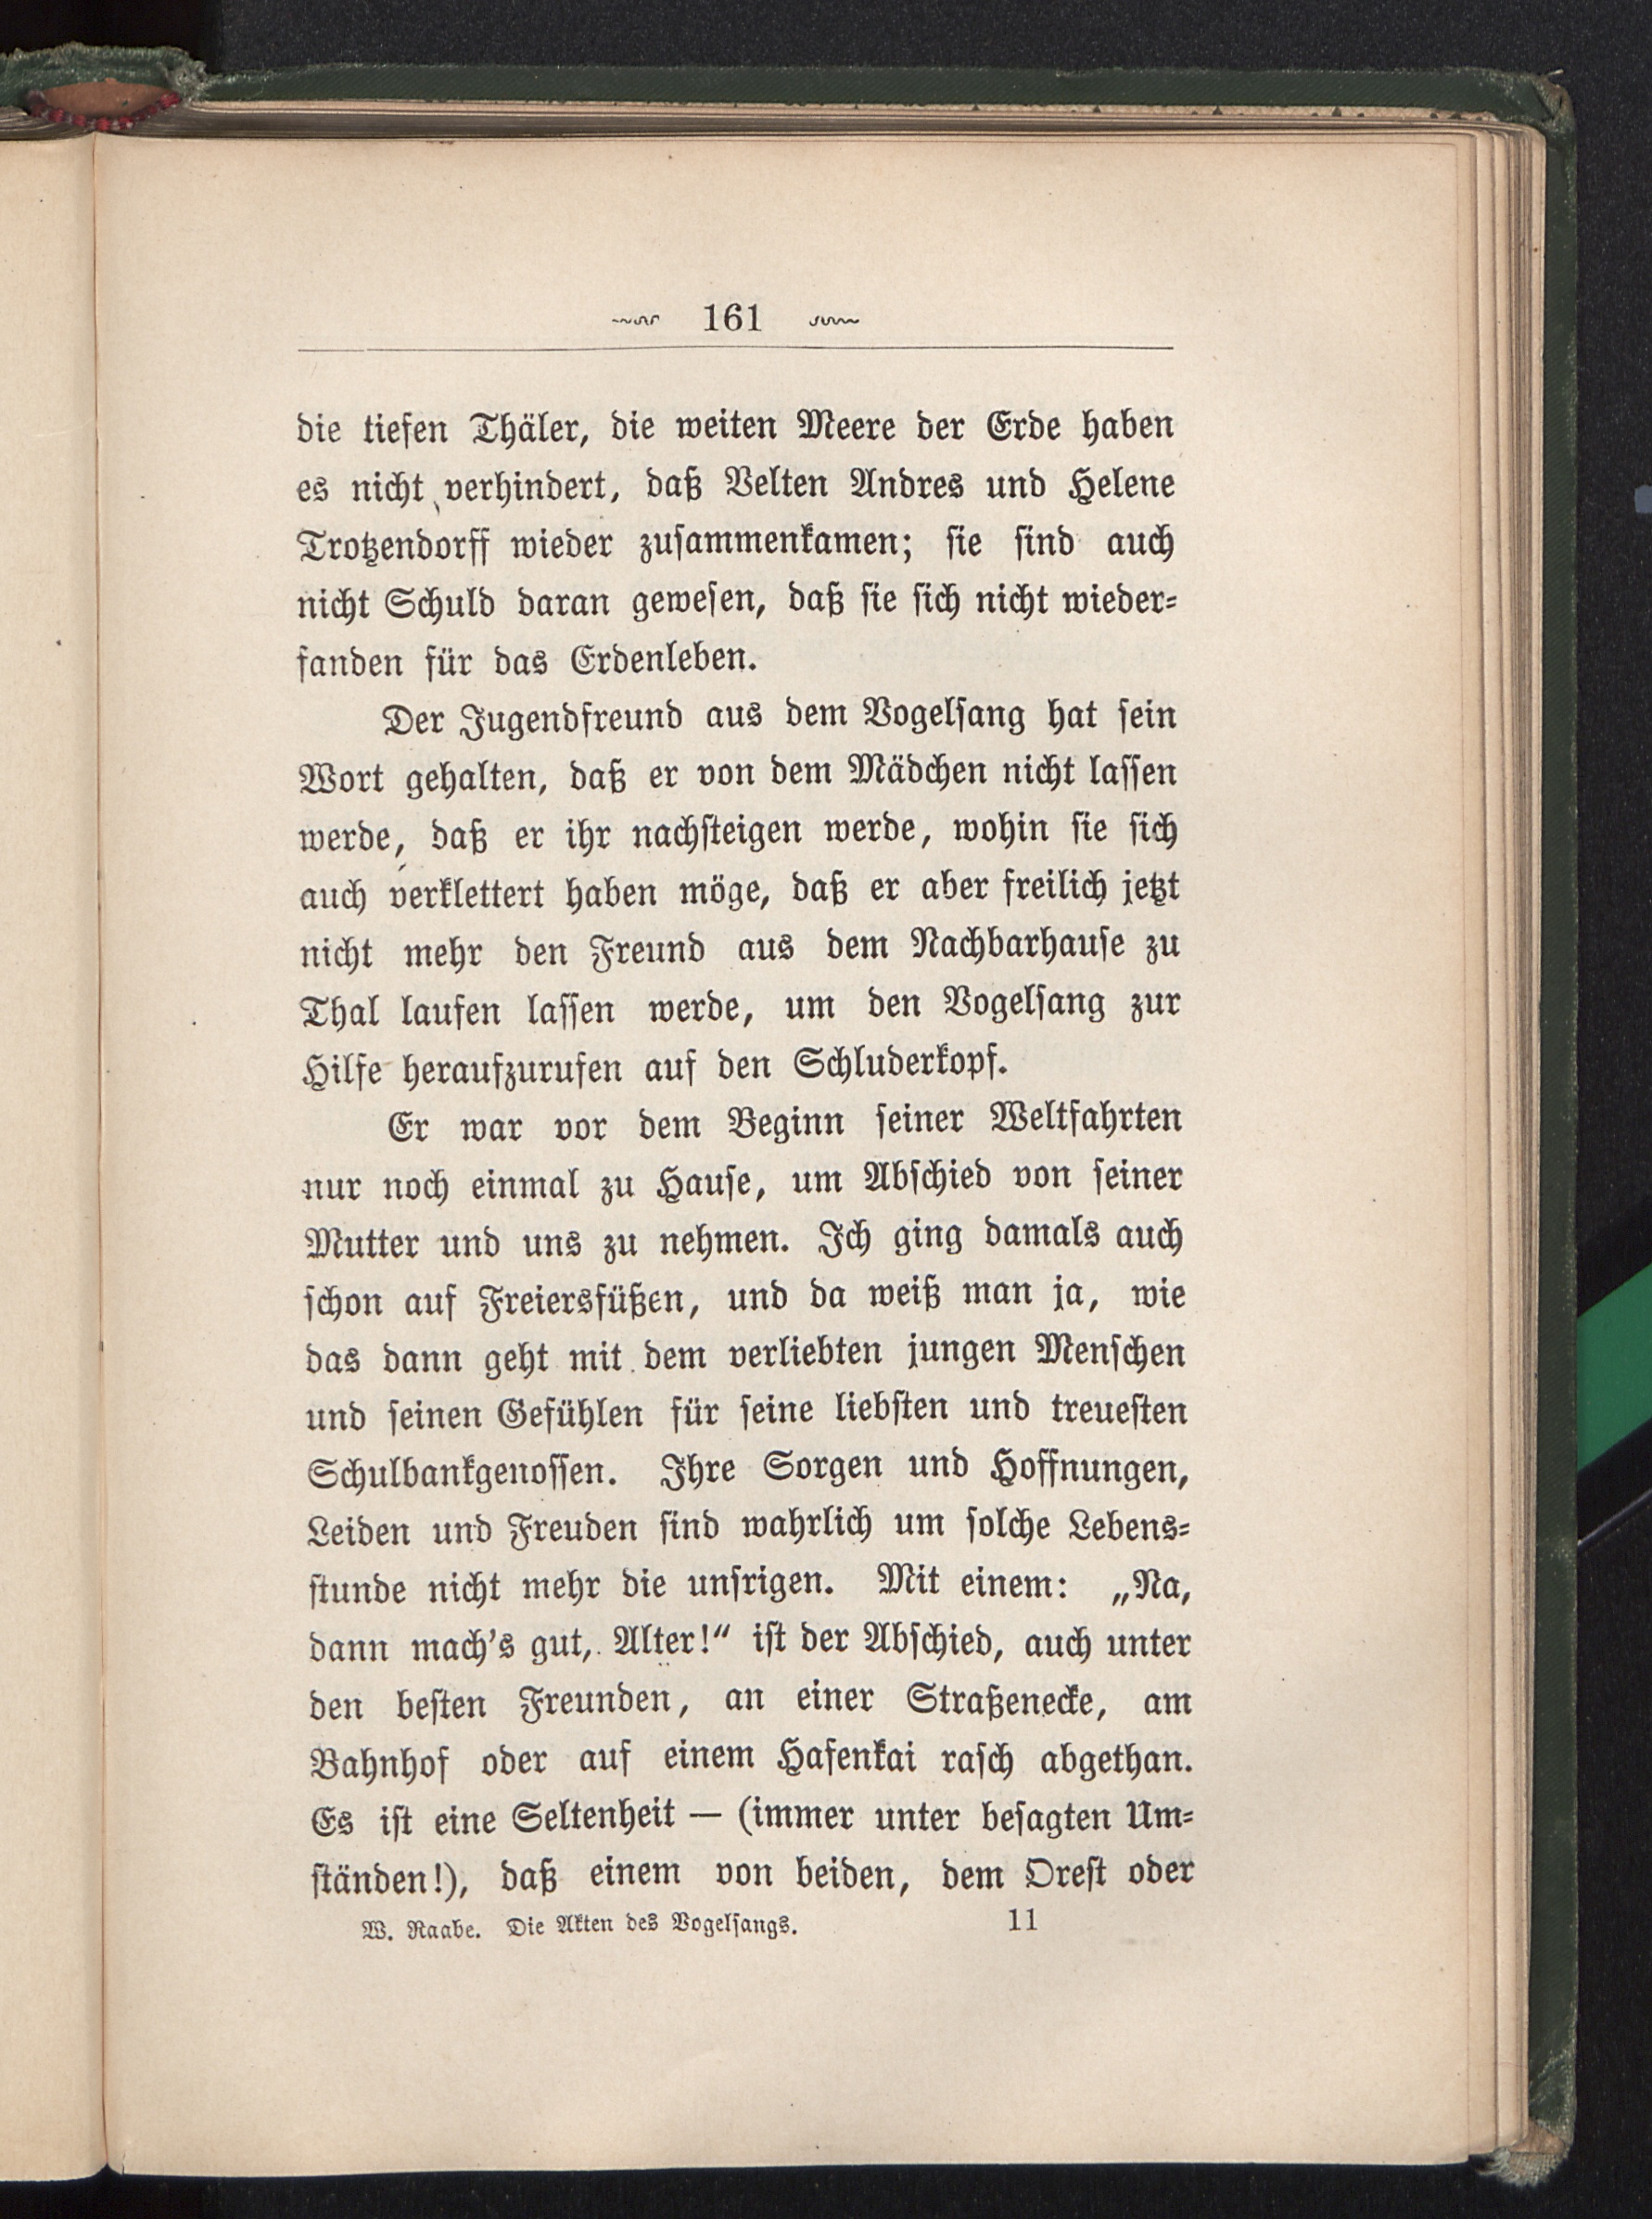 161
die tiefen Thäler, die weiten Meere der Erde haben
es nicht verhindert, daß Velten Andres und Helene
Trotzendorff wieder zusammenkamen; sie sind auch
nicht Schuld daran gewesen, daß sie sich nicht wieder-
fanden für das Erdenleben.
Der Jugendfreund aus dem Vogelsang hat sein
Wort gehalten, daß er von dem Mädchen nicht lassen
werde, daß er ihr nachsteigen werde, wohin sie sich
auch verklettert haben möge, daß er aber freilich jetzt
nicht mehr den Freund aus dem Nachbarhause zu
Thal laufen lassen werde, um den Vogelsang zur
Hilfe heraufzurufen auf den Schluderkopf.
Er war vor dem Beginn seiner Weltfahrten
nur noch einmal zu Hause, um Abschied von seiner
Mutter und uns zu nehmen. Ich ging damals auch
schon auf Freiersfüßen, und da weiß man ja, wie
das dann geht mit dem verliebten jungen Menschen
und seinen Gefühlen für seine liebsten und treuesten
Schulbankgenossen. Ihre Sorgen und Hoffnungen,
Leiden und Freuden sind wahrlich um solche Lebens-
stunde nicht mehr die unsrigen. Mit einem: „Na,
dann mach's gut, Alter!“ ist der Abschied, auch unter
den besten Freunden, an einer Straßenecke, am
Bahnhof oder auf einem Hafenkai rasch abgethan.
Es ist eine Seltenheit — (immer unter besagten Um-
ständen!), daß einem von beiden, dem Orest oder
W. Raabe. Die Akten des Vogelsangs. 11